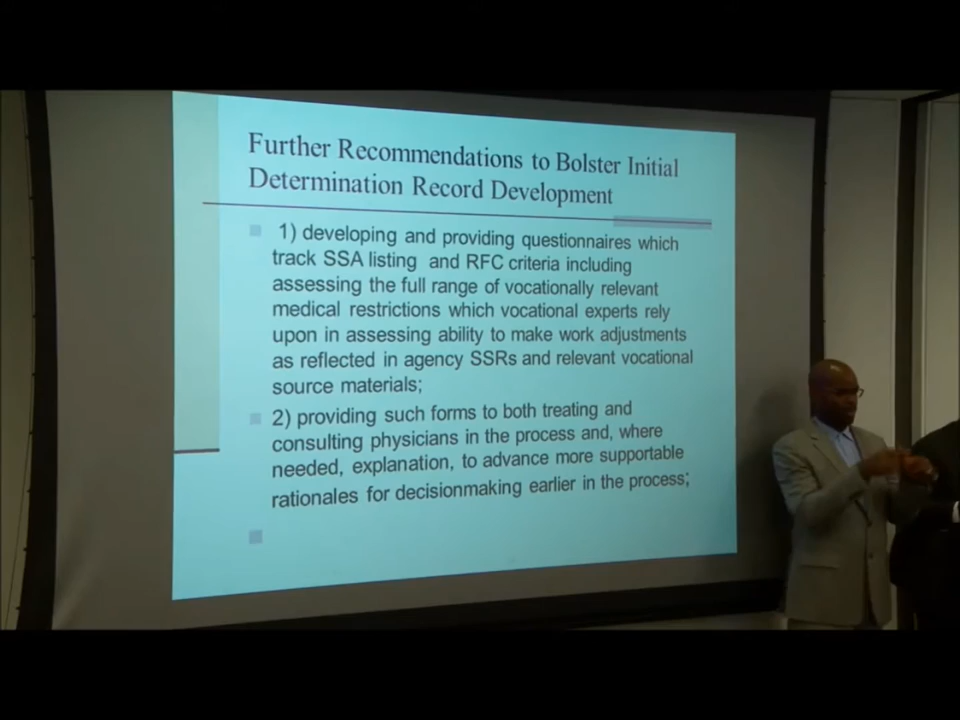 Further Recommendations to Bolster Initial
Determination Record Development
1) developing and providing questionnaires which
track SSA listing and RFC criteria including
assessing the full range of vocationally relevant
medical restrictions which vocational experts rely
upon in assessing ability to make work adjustments
as reflected in agency SSRs and relevant vocational
source materials;
2) providing such forms to both treating and
consulting physicians in the process and, where
needed, explanation, to advance more supportable
rationales for decisionmaking earlier in the process;